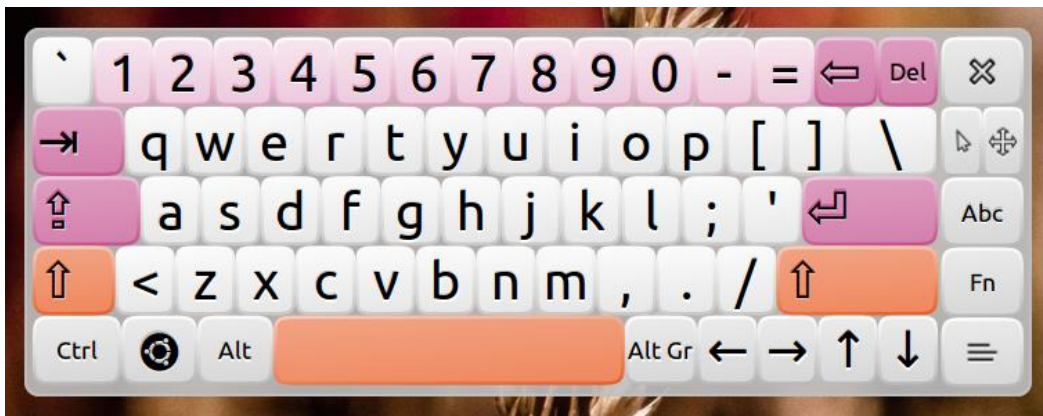 ` 1 2 3 4 5 6 7 8 9 0 - = ⇦ Del
⇥ q w e r t y u i o p [ ] \
a s d f g h j k l ; ' Abc
⇧ < z x c v b n m , . / ⇧ Fn
Ctrl Alt Alt Gr ← → ↑ ↓